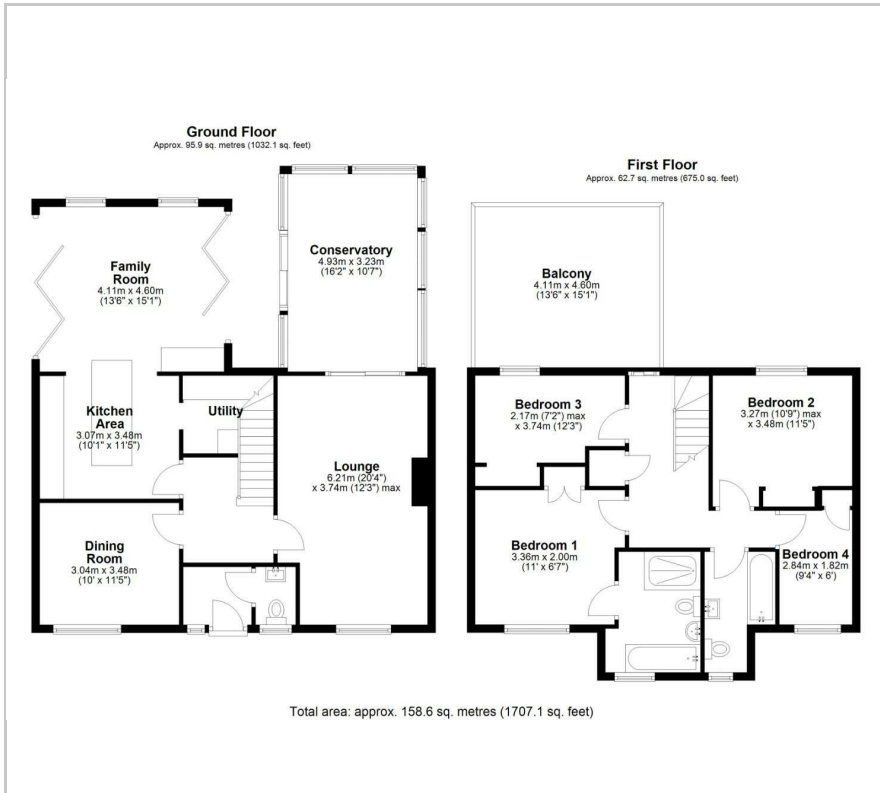 Ground Floor
Approx. 95.9 sq. metres (1032.1 sq. feet)
Family
Room
4.11m x 4.60m
(13'6" x 15'1")
Conservatory
4.93m x 3.23m
(16'2" x 10'7")
Kitchen
Area
3.07m x 3.48m
(10'1" x 11'5")
Utility
Lounge
6.21m (20'4")
x 3.74m (12'3") max
Dining
Room
3.04m x 3.48m
(10' x 11'5")
First Floor
Approx. 62.7 sq. metres (675.0 sq. feet)
Balcony
4.11m x 4.60m
(13'6" x 15'1")
Bedroom 3
2.17m (7'2") max
x 3.74m (12'3")
Bedroom 2
3.27m (10'9") max
x 3.48m (11'5")
Bedroom 1
3.36m x 2.00m
(11' x 6'7")
Bedroom 4
2.84m x 1.82m
(9'4" x 6')
Total area: approx. 158.6 sq. metres (1707.1 sq. feet)